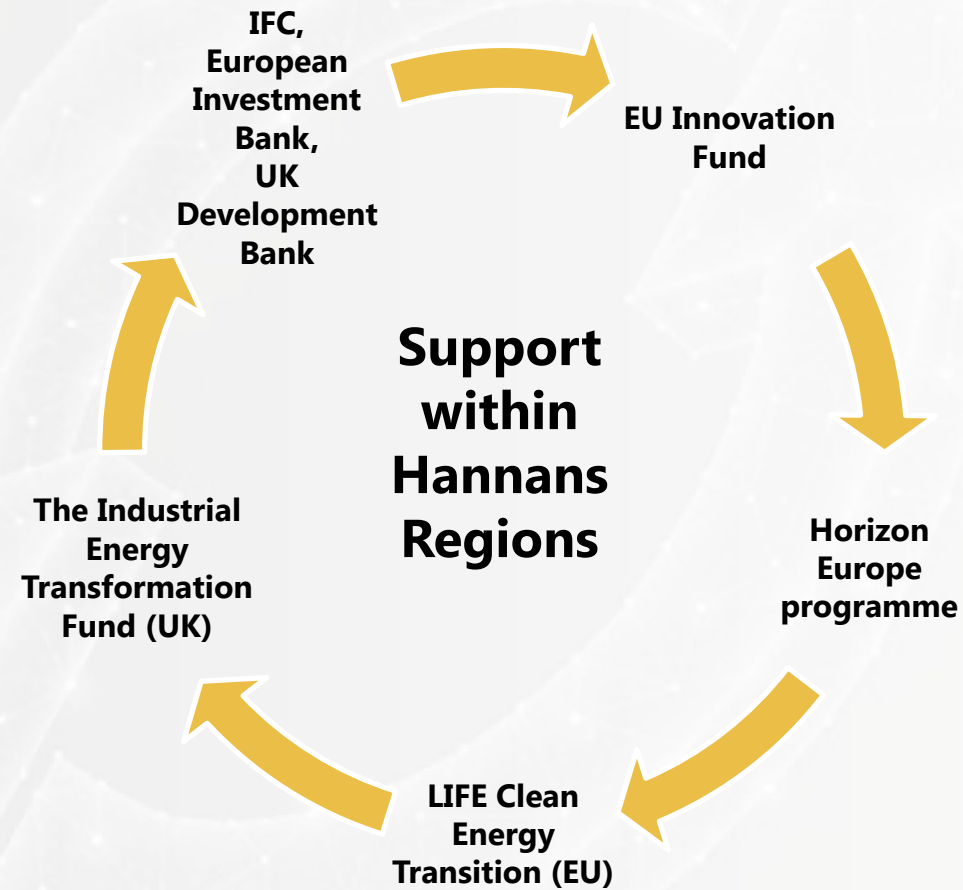 IFC,
European
Investment
Bank,
UK
Development
Bank
EU Innovation
Fund
Support
within
Hannans
Regions
The Industrial
Energy
Transformation
Fund (UK)
Horizon
Europe
programme
LIFE Clean
Energy
Transition (EU)